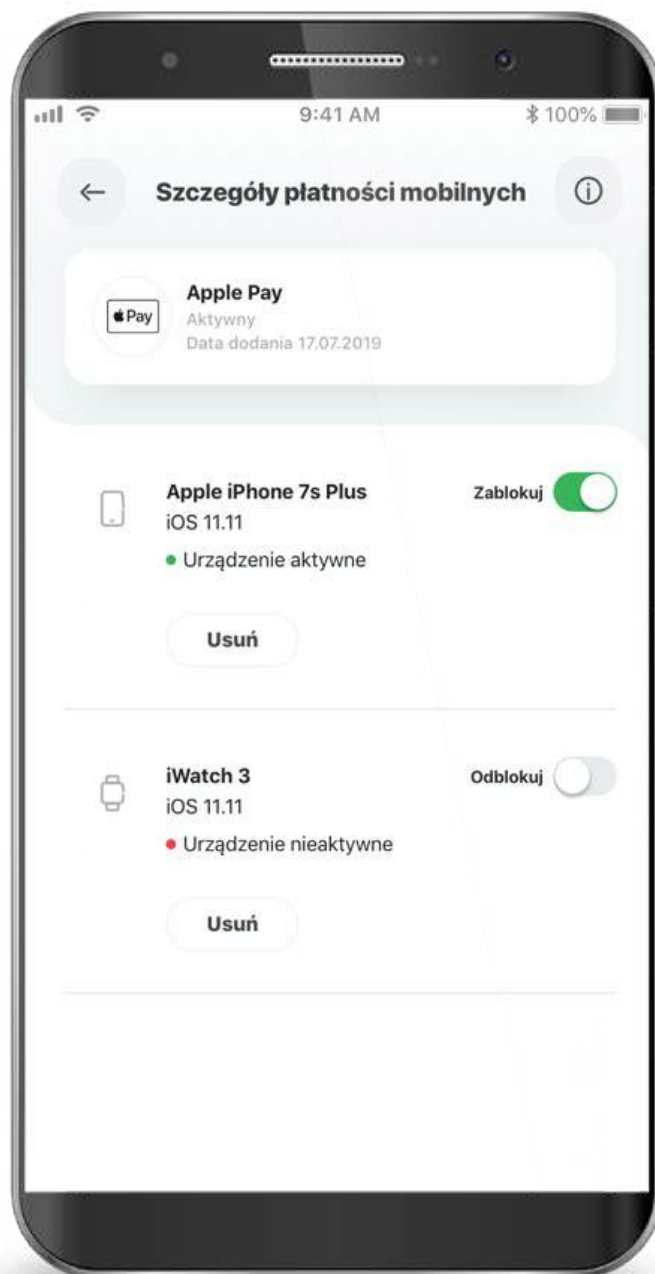 9:41 AM
100%
Szczegóły płatności mobilnych
Pay
Apple Pay
Aktywny
Data dodania 17.07.2019
Apple iPhone 7s Plus
Zablokuj
iOS 11.11
Urządzenie aktywne
Usuń
iWatch 3
Odblokuj
iOS 11.11
Urządzenie nieaktywne
Usuń